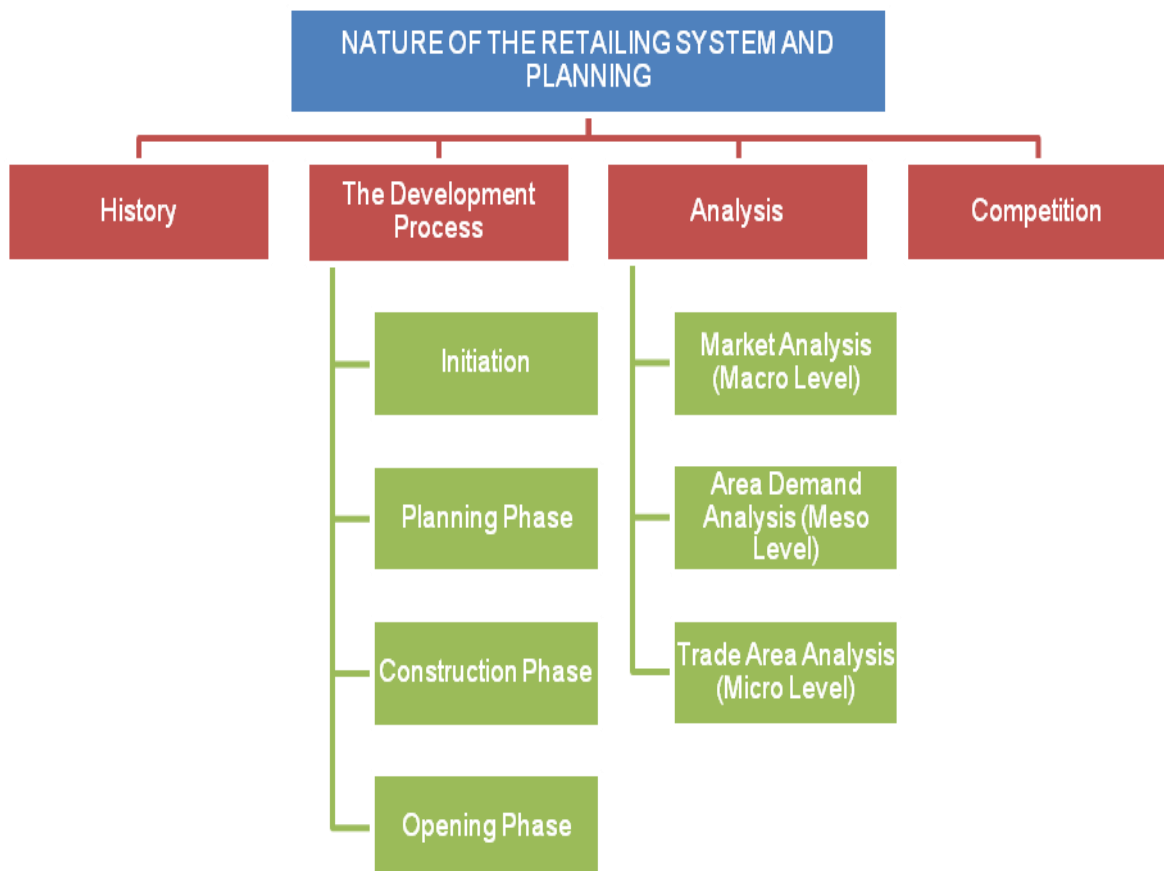 NATURE OF THE RETAILING SYSTEM AND
PLANNING
History
The Development
Process
Analysis
Competition
Initiation
Planning Phase
Construction Phase
Opening Phase
Market Analysis
(Macro Level)
Area Demand
Analysis (Meso
Level)
Trade Area Analysis
(Micro Level)